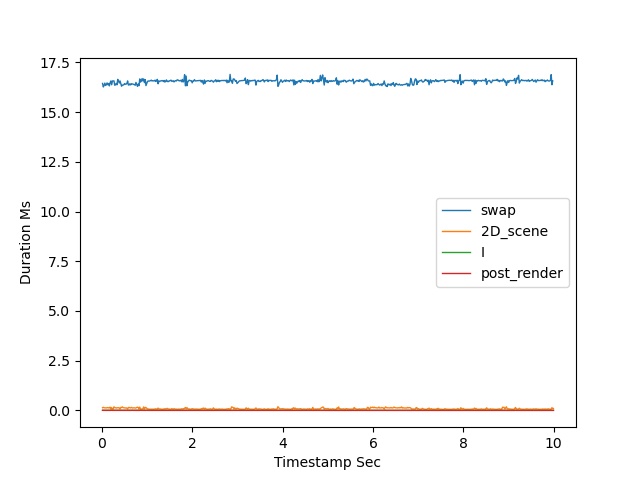 17.5
15.0
12.5
10.0
7.5
5.0
2.5
0.0
Duration Ms
swap
2D_scene
I
post_render
0 2 4 6 8 10
Timestamp Sec